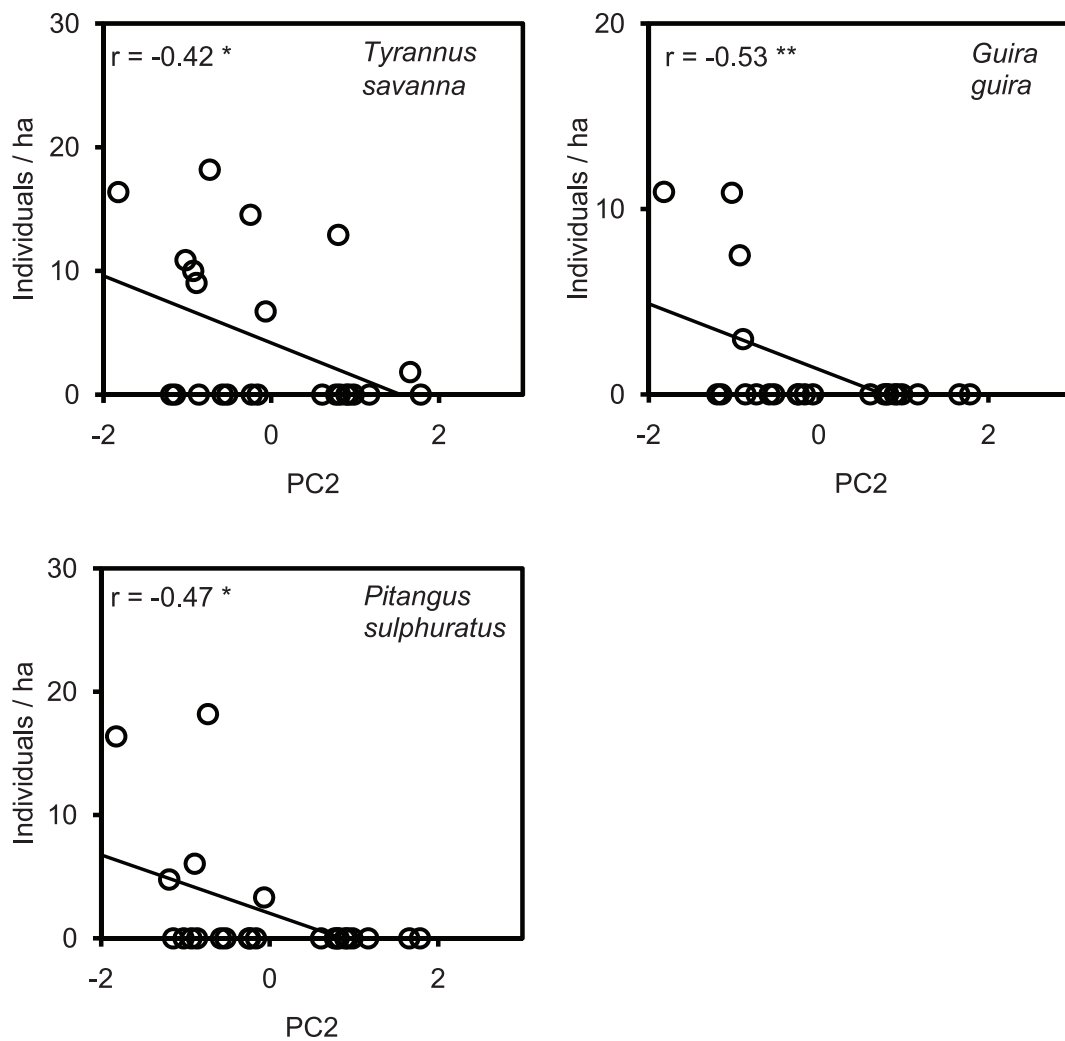 30
20
10
0
-2
0
2
Individuals / ha
PC2
r = -0.42 *
Tyrannus
savanna
20
10
0
-2
0
2
Individuals / ha
PC2
r = -0.53 **
Guira
guira
30
20
10
0
-2
0
2
Individuals / ha
PC2
r = -0.47 *
Pitangus
sulphuratus